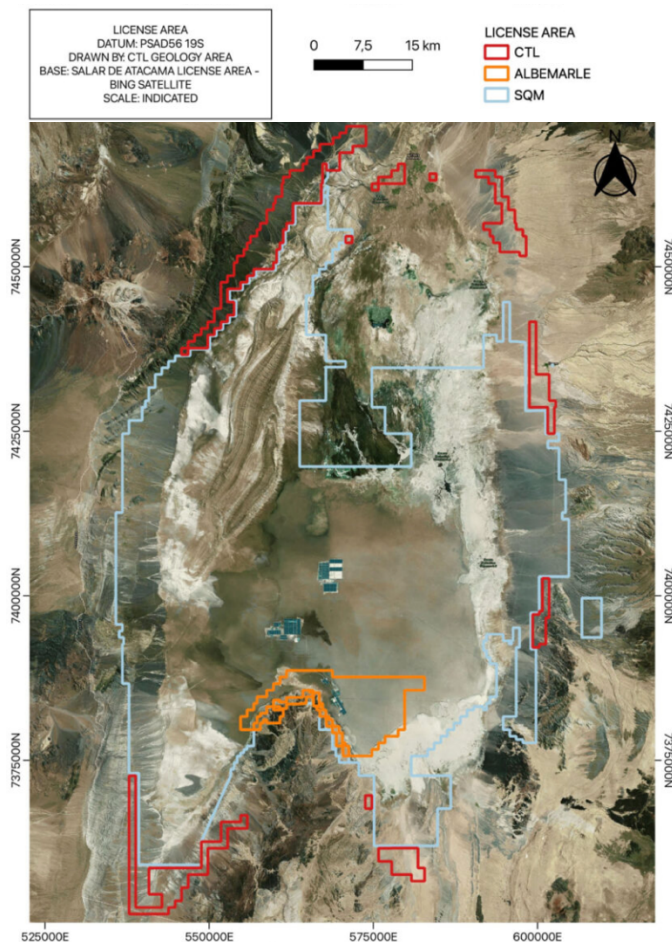 LICENSE AREA
DATUM: PSAD56 19S
DRAWN BY: CTL GEOLOGY AREA
BASE: SALAR DE ATACAMA LICENSE AREA -
BING SATELLITE
SCALE: INDICATED
0 7,5 15 km
LICENSE AREA
CTL
ALBEMARLE
SQM
N
7450000N
7450000N
7425000N
7425000N
7400000N
7400000N
7375000N
7375000N
525000E 550000E 575000E 600000E